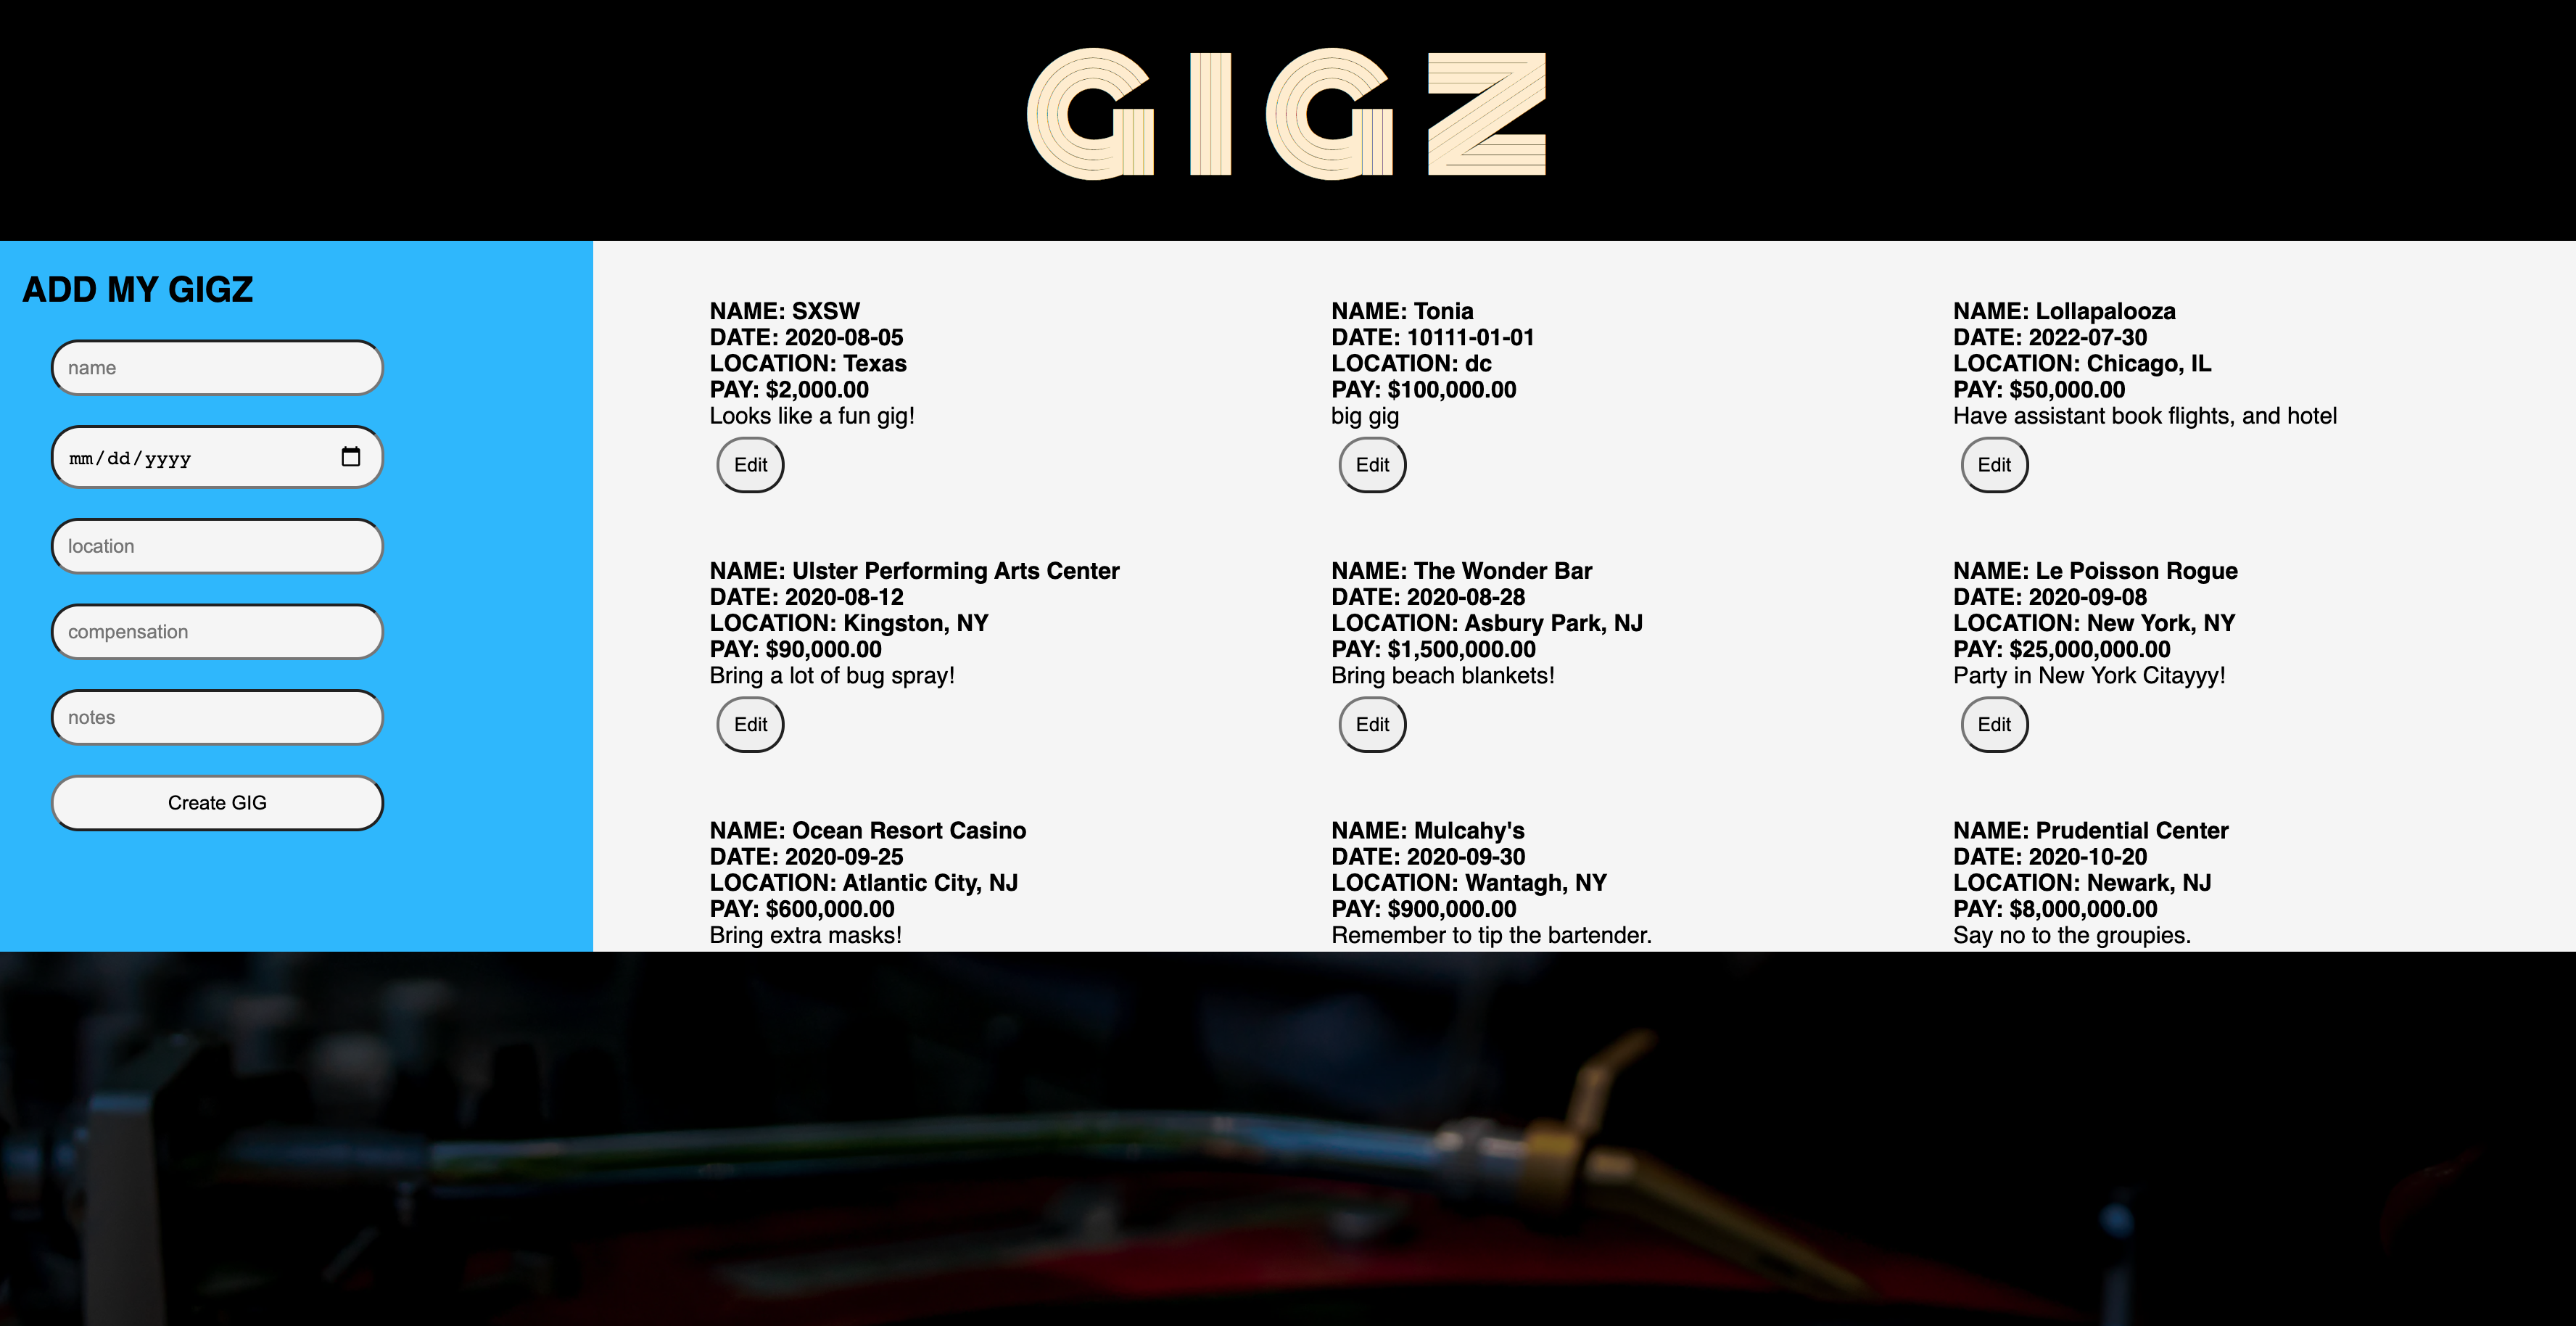 GIGZ
ADD MY GIGZ
name
mm/dd/yyyy
location
compensation
notes
Create GIG
NAME: SXSW
DATE: 2020-08-05
LOCATION: Texas
PAY: $2,000.00
Looks like a fun gig!
Edit
NAME: Tonia
DATE: 10111-01-01
LOCATION: dc
PAY: $100,000.00
big gig
Edit
NAME: Lollapalooza
DATE: 2022-07-30
LOCATION: Chicago, IL
PAY: $50,000.00
Have assistant book flights, and hotel
Edit
NAME: Ulster Performing Arts Center
DATE: 2020-08-12
LOCATION: Kingston, NY
PAY: $90,000.00
Bring a lot of bug spray!
Edit
NAME: The Wonder Bar
DATE: 2020-08-28
LOCATION: Asbury Park, NJ
PAY: $1,500,000.00
Bring beach blankets!
Edit
NAME: Le Poisson Rogue
DATE: 2020-09-08
LOCATION: New York, NY
PAY: $25,000,000.00
Party in New York Citayyy!
Edit
NAME: Ocean Resort Casino
DATE: 2020-09-25
LOCATION: Atlantic City, NJ
PAY: $600,000.00
Bring extra masks!
NAME: Mulcahy's
DATE: 2020-09-30
LOCATION: Wantagh, NY
PAY: $900,000.00
Remember to tip the bartender.
NAME: Prudential Center
DATE: 2020-10-20
LOCATION: Newark, NJ
PAY: $8,000,000.00
Say no to the groupies.